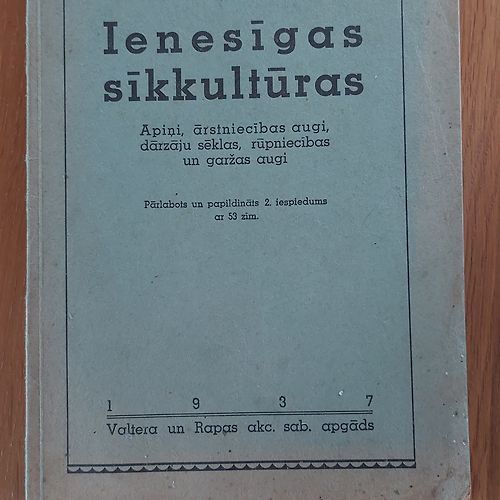 Ienesīgas
sīkkultūras
Apiņi, ārstniecības augi,
dārzāju sēklas, rūpniecības
un garžas augi
Pārlabots un papildināts 2. iespiedums
ar 53 zīm.
1 9 3 7
Valtera un Rapas akc. sab. apgāds